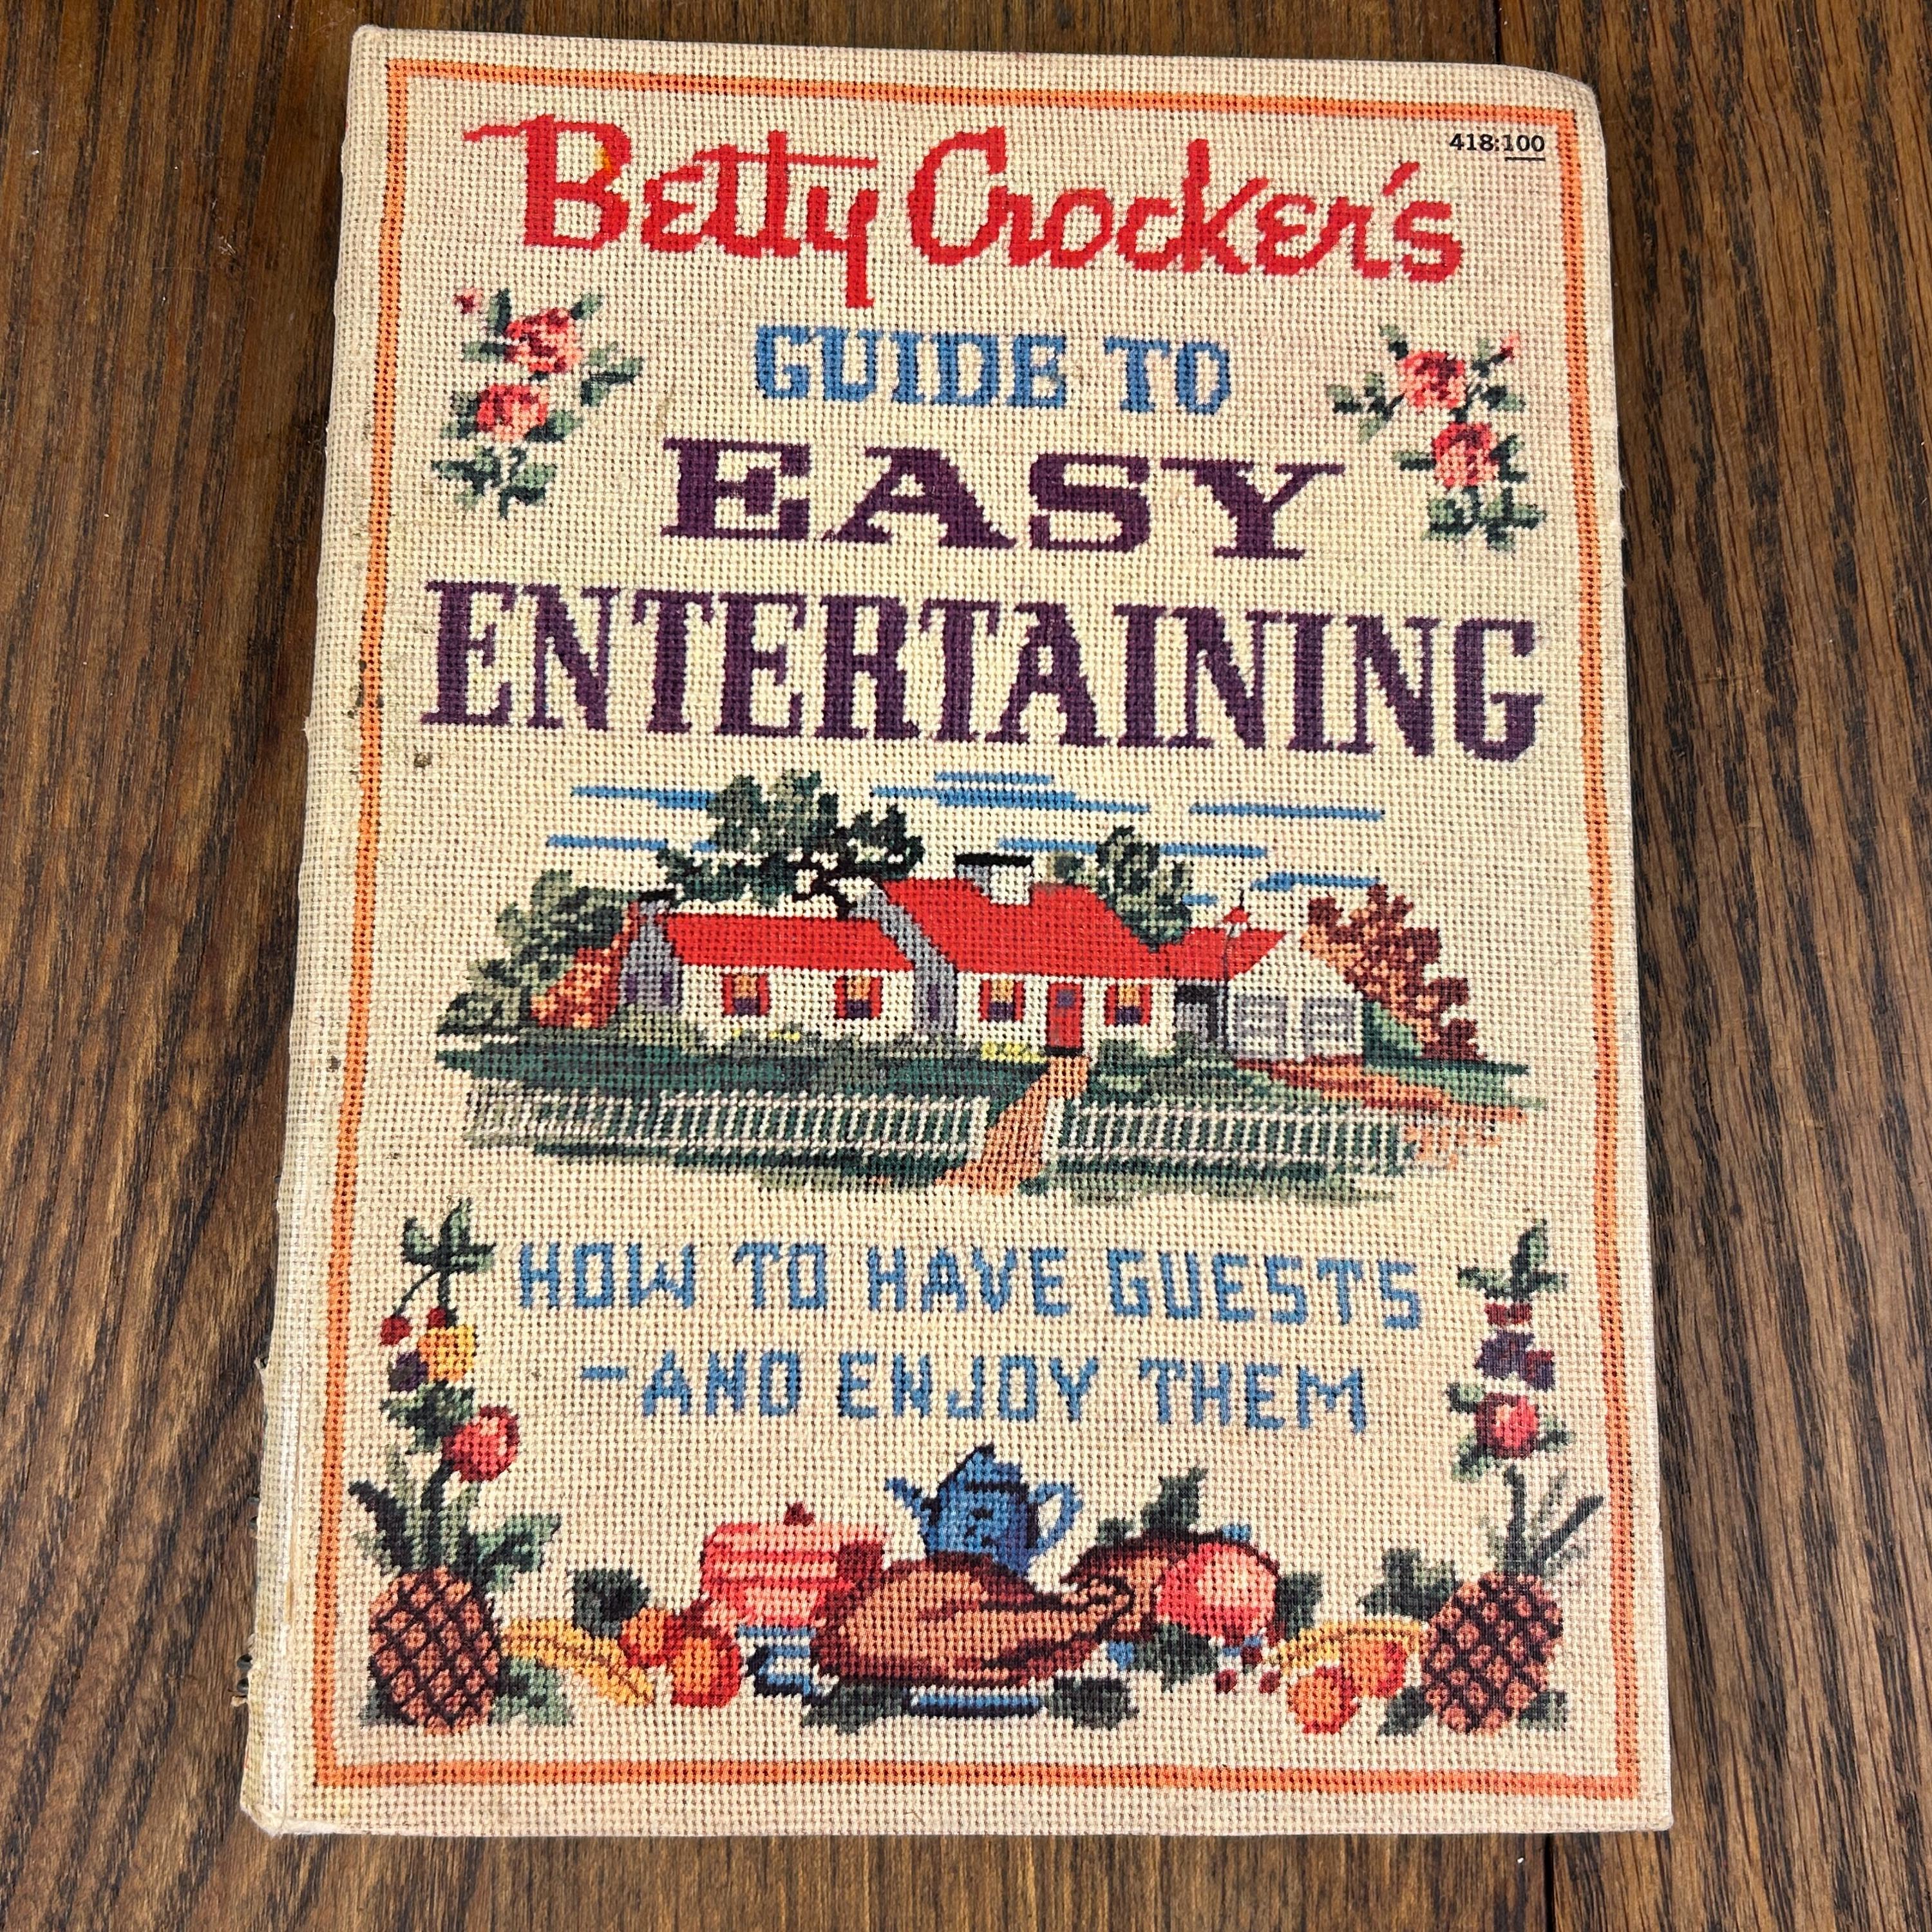 Betty Crocker's
418:100
GUIDE TO
EASY
ENTERTAINING
HOW TO HAVE GUESTS
—AND ENJOY THEM